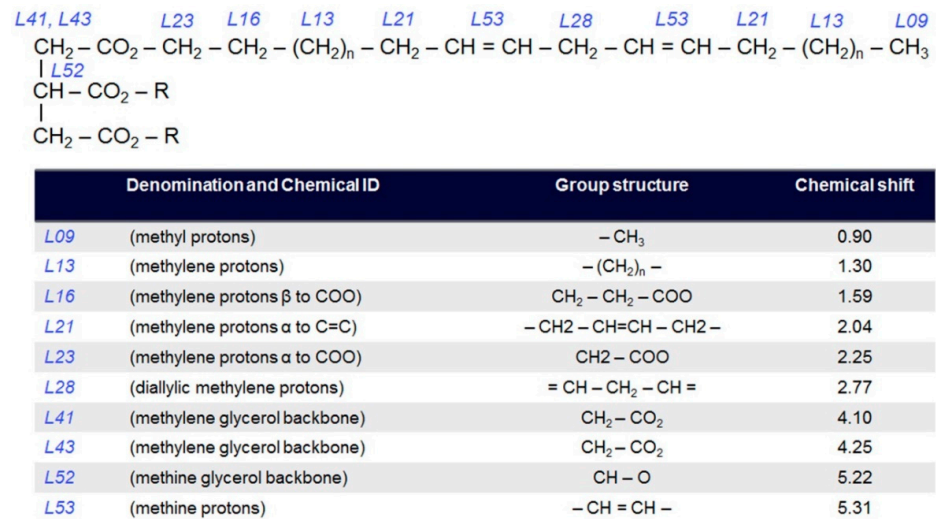 L41, L43 L23 L16 L13 L21 L53 L28 L53 L21 L13 L09
CH₂ – CO₂ – CH₂ – CH₂ – (CH₂)ₙ – CH₂ – CH = CH – CH₂ – CH = CH – CH₂ – (CH₂)ₙ – CH₃
L52
CH – CO₂ – R
CH₂ – CO₂ – R
Denomination and Chemical ID Group structure Chemical shift
L09 (methyl protons) – CH₃ 0.90
L13 (methylene protons) – (CH₂)ₙ – 1.30
L16 (methylene protons β to COO) CH₂ – CH₂ – COO 1.59
L21 (methylene protons α to C=C) – CH2 – CH=CH – CH2 – 2.04
L23 (methylene protons α to COO) CH2 – COO 2.25
L28 (diallylic methylene protons) = CH – CH₂ – CH = 2.77
L41 (methylene glycerol backbone) CH₂ – CO₂ 4.10
L43 (methylene glycerol backbone) CH₂ – CO₂ 4.25
L52 (methine glycerol backbone) CH – O 5.22
L53 (methine protons) – CH = CH – 5.31